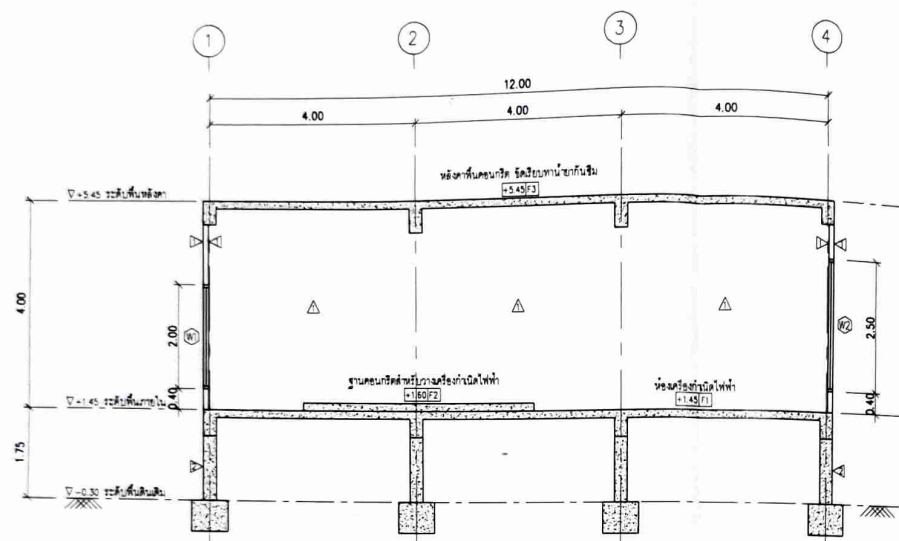 1 2 3 4
12.00
4.00 4.00 4.00
หลังคาพื้นคอนกรีต ขัดเรียบทาน้ำยากันซึม
+5.45 F3
+5.45 ระดับพื้นหลังคา
4.00
2.00
W1
0.40
1 1 1
W2
2.50
0.40
ฐานคอนกรีตสำหรับวางเครื่องกำเนิดไฟฟ้า
+1.60 F2
ห้องเครื่องกำเนิดไฟฟ้า
+1.45 F1
+1.45 ระดับพื้นภายใน
1.75
-0.30 ระดับพื้นดินเดิม